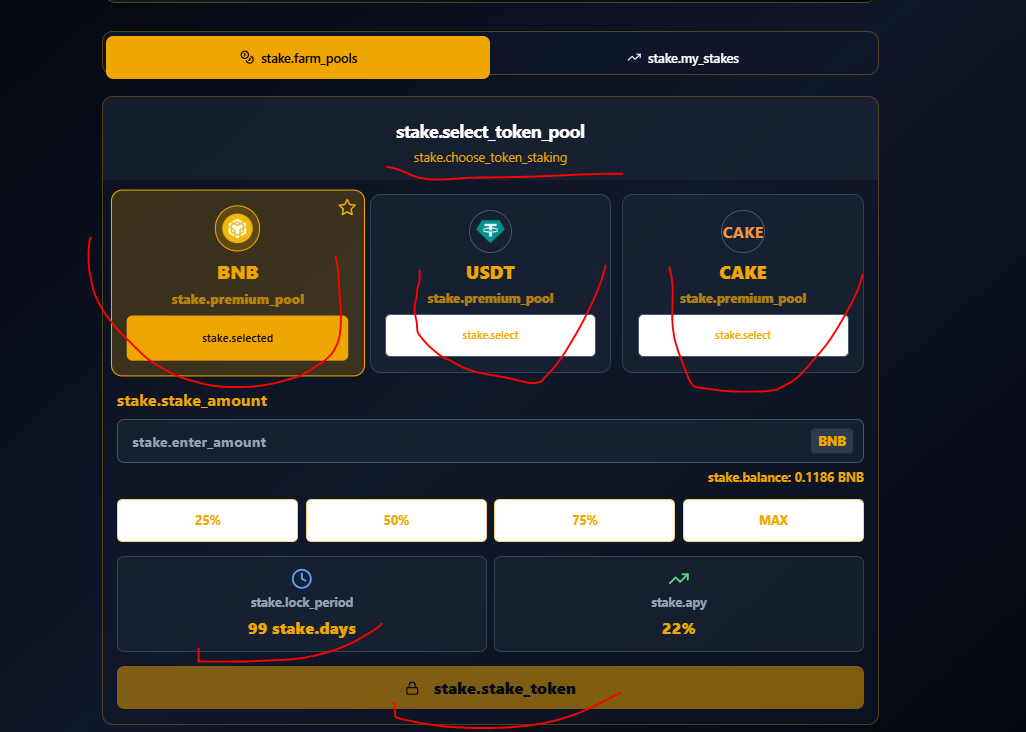 stake.farm_pools
stake.my_stakes
stake.select_token_pool
stake.choose_token_staking
BNB
stake.premium_pool
stake.selected
USDT
stake.premium_pool
stake.select
CAKE
CAKE
stake.premium_pool
stake.select
stake.stake_amount
stake.enter_amount BNB
stake.balance: 0.1186 BNB
25% 50% 75% MAX
stake.lock_period
99 stake.days
stake.apy
22%
stake.stake_token